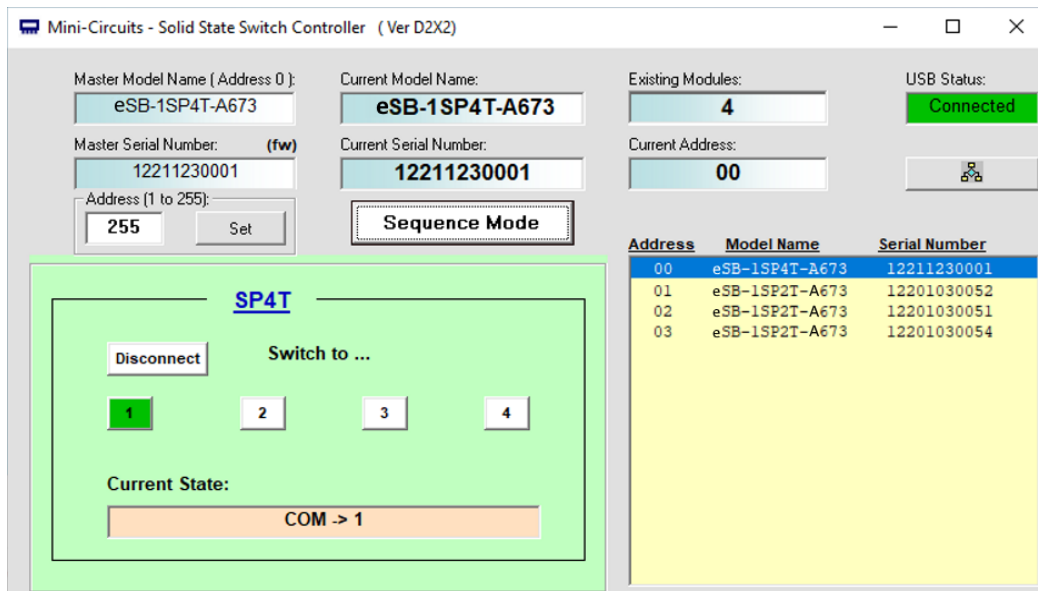 Mini-Circuits - Solid State Switch Controller ( Ver D2X2)
Master Model Name ( Address 0 ):
eSB-1SP4T-A673
Current Model Name:
eSB-1SP4T-A673
Existing Modules:
4
USB Status:
Connected
Master Serial Number: (fw)
12211230001
Current Serial Number:
12211230001
Current Address:
00
Address (1 to 255):
255 Set
Sequence Mode
Address Model Name Serial Number
00 eSB-1SP4T-A673 12211230001
01 eSB-1SP2T-A673 12201030052
02 eSB-1SP2T-A673 12201030051
03 eSB-1SP2T-A673 12201030054
SP4T
Disconnect Switch to ...
1 2 3 4
Current State:
COM -> 1